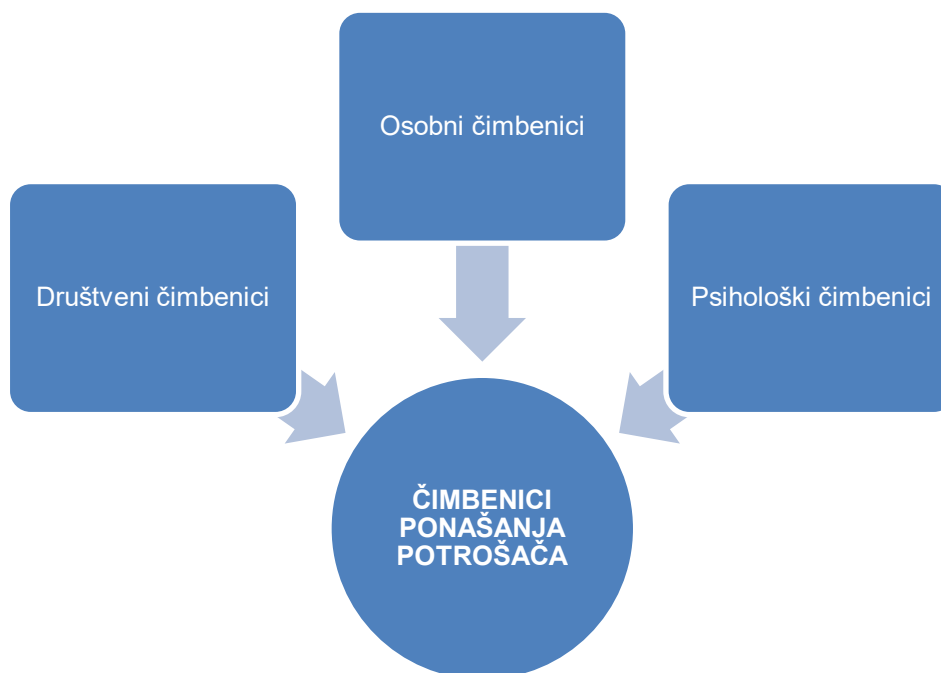 Osobni čimbenici
Društveni čimbenici
Psihološki čimbenici
ČIMBENICI
PONAŠANJA
POTROŠAČA